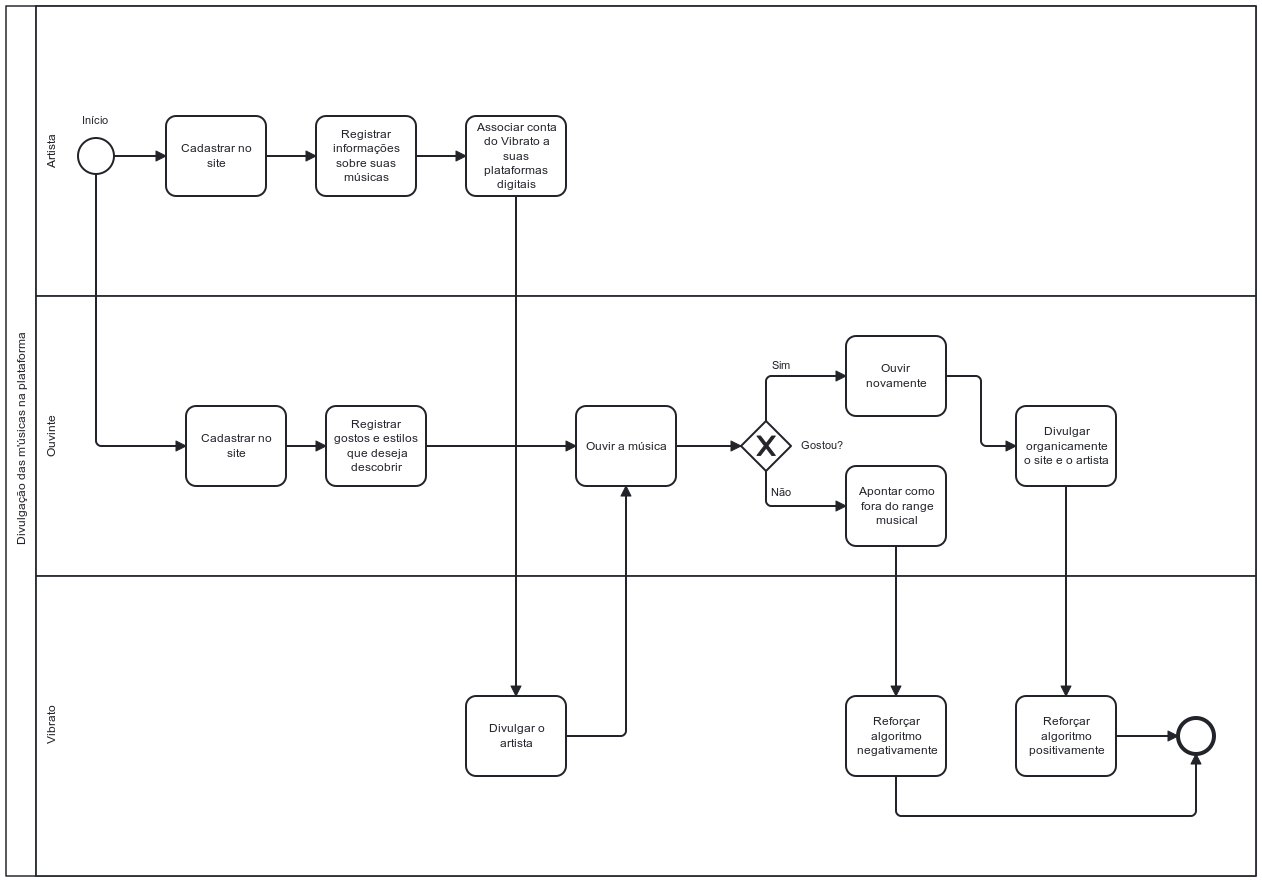 Divulgação das m'úsicas na plataforma
Artista
Início
Cadastrar no
site
Registrar
informações
sobre suas
músicas
Associar conta
do Vibrato a
suas
plataformas
digitais
Ouvinte
Cadastrar no
site
Registrar
gostos e estilos
que deseja
descobrir
Ouvir a música
Gostou?
Sim
Ouvir
novamente
Não
Apontar como
fora do range
musical
Divulgar
organicamente
o site e o artista
Vibrato
Divulgar o
artista
Reforçar
algoritmo
negativamente
Reforçar
algoritmo
positivamente